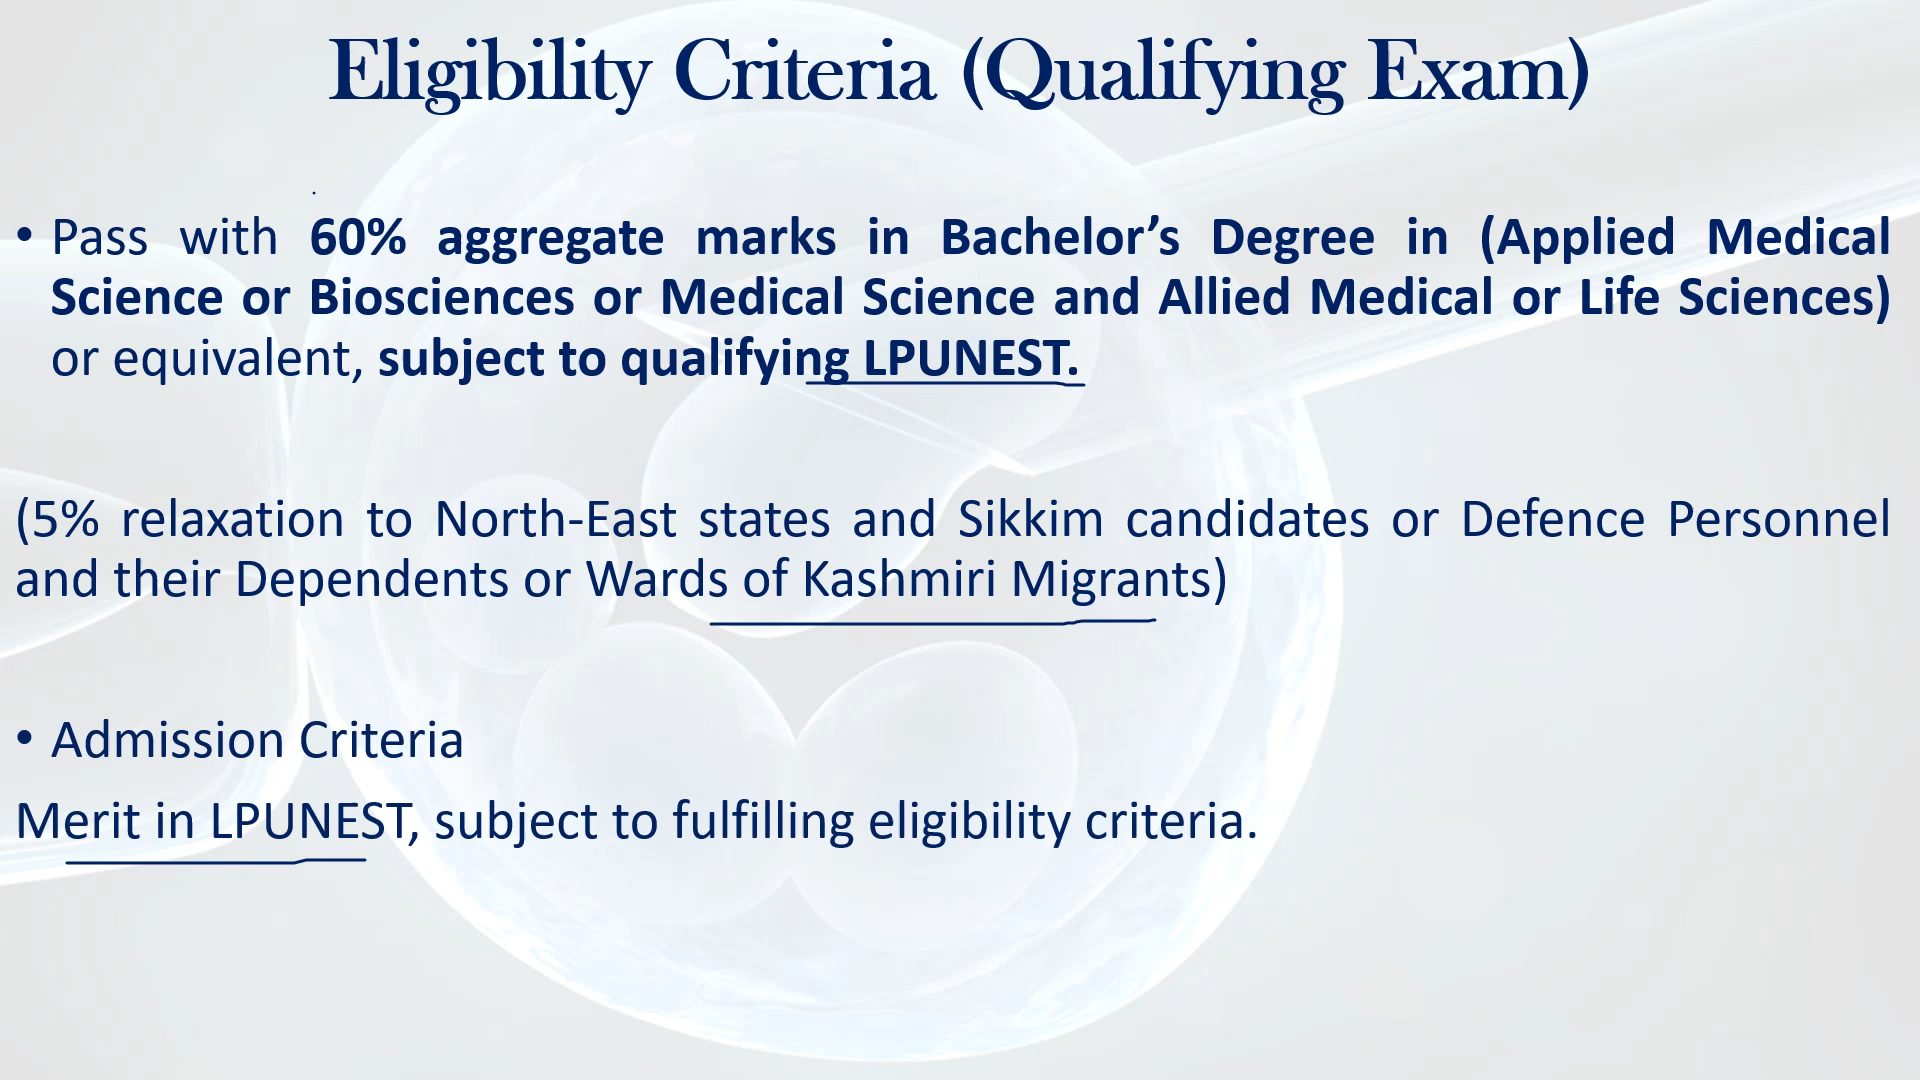 Eligibility Criteria (Qualifying Exam)
• Pass with 60% aggregate marks in Bachelor’s Degree in (Applied Medical
Science or Biosciences or Medical Science and Allied Medical or Life Sciences)
or equivalent, subject to qualifying LPUNEST.
(5% relaxation to North-East states and Sikkim candidates or Defence Personnel
and their Dependents or Wards of Kashmiri Migrants)
• Admission Criteria
Merit in LPUNEST, subject to fulfilling eligibility criteria.